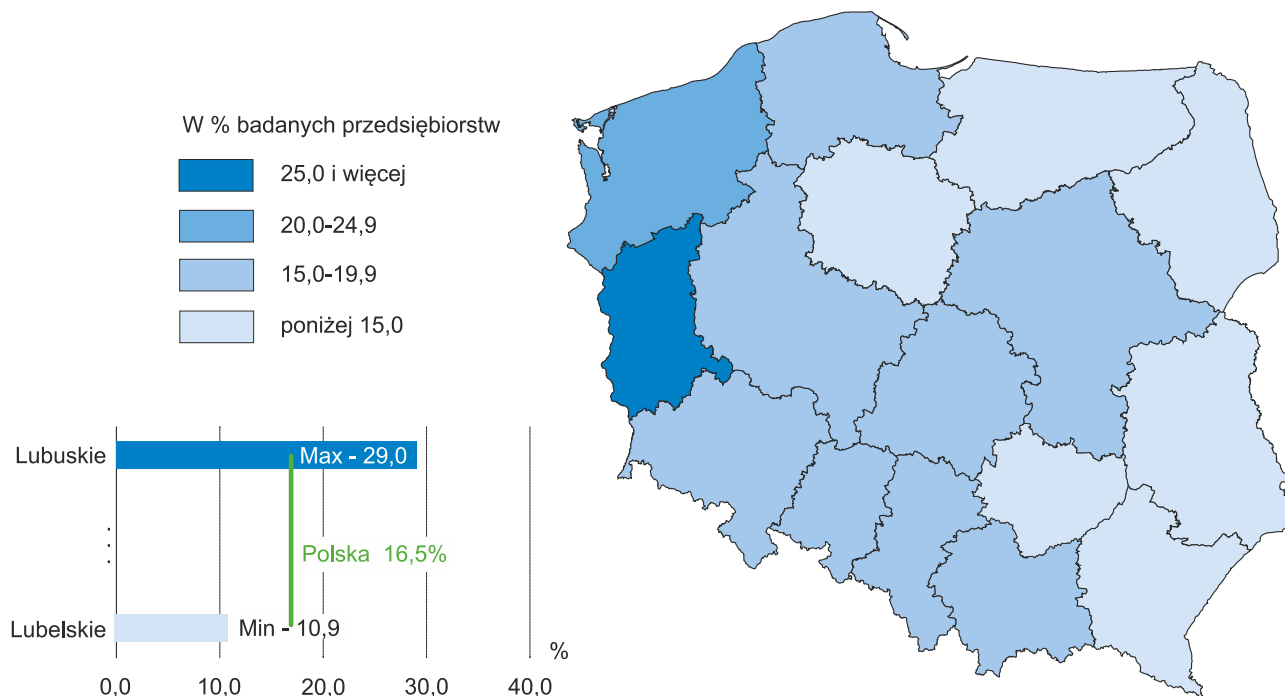 W % badanych przedsiębiorstw
25,0 i więcej
20,0-24,9
15,0-19,9
poniżej 15,0
Lubuskie
Max - 29,0
Polska 16,5%
Lubelskie
Min - 10,9
%
0,0 10,0 20,0 30,0 40,0